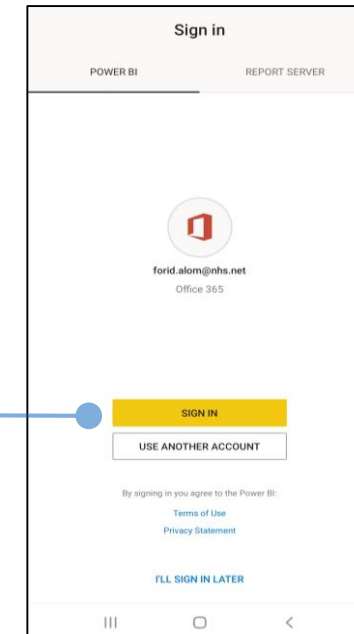 Sign in
POWER BI REPORT SERVER
forid.alom@nhs.net
Office 365
SIGN IN
USE ANOTHER ACCOUNT
By signing in you agree to the Power BI:
Terms of Use
Privacy Statement
I'LL SIGN IN LATER